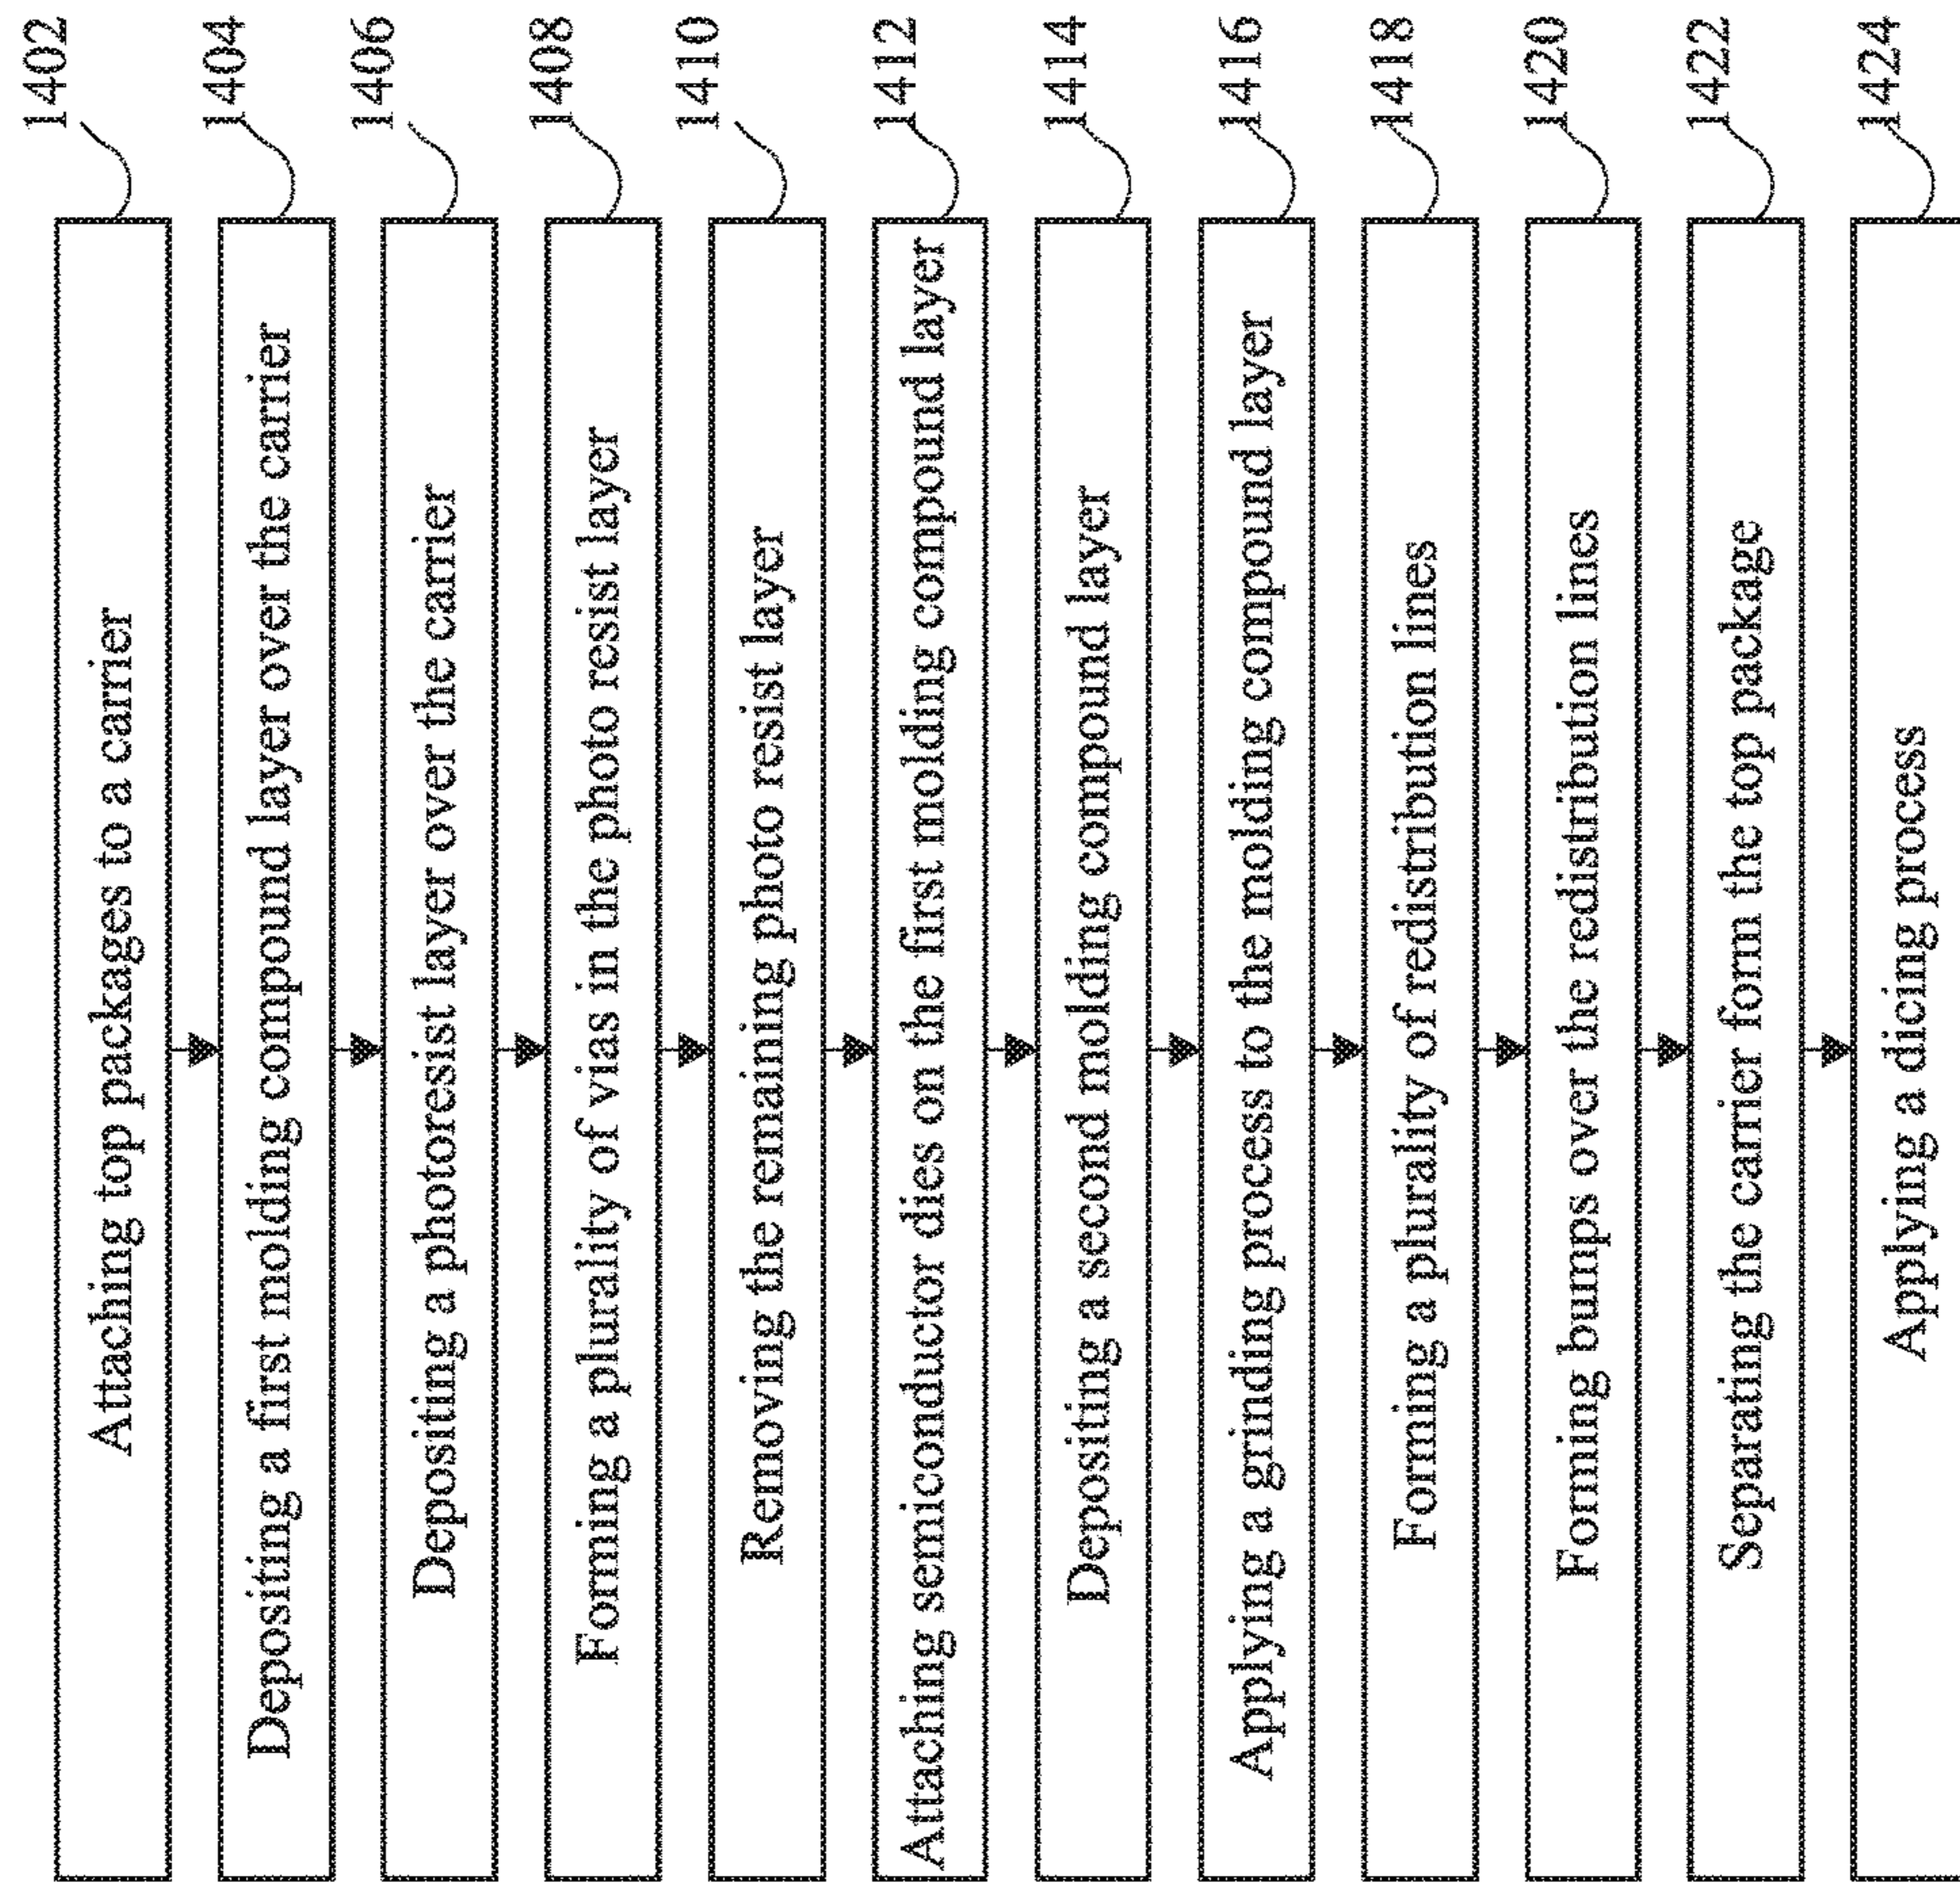 Attaching top packages to a carrier 1402
Depositing a first molding compound layer over the carrier 1404
Depositing a photoresist layer over the carrier 1406
Forming a plurality of vias in the photo resist layer 1408
Removing the remaining photo resist layer 1410
Attaching semiconductor dies on the first molding compound layer 1412
Depositing a second molding compound layer 1414
Applying a grinding process to the molding compound layer 1416
Forming a plurality of redistribution lines 1418
Forming bumps over the redistribution lines 1420
Separating the carrier form the top package 1422
Applying a dicing process 1424